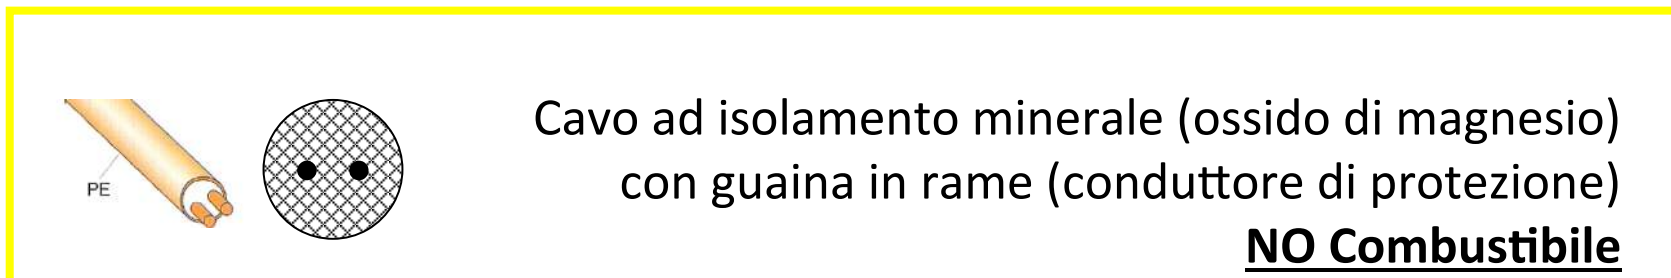 PE
Cavo ad isolamento minerale (ossido di magnesio)
con guaina in rame (conduttore di protezione)
NO Combustibile